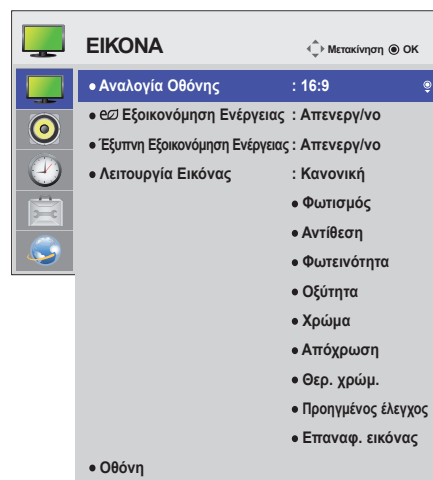 ΕΙΚΟΝΑ Μετακίνηση OK
● Αναλογία Οθόνης : 16:9
● e Εξοικονόμηση Ενέργειας : Απενεργ/νο
● Έξυπνη Εξοικονόμηση Ενέργειας : Απενεργ/νο
● Λειτουργία Εικόνας : Κανονική
● Φωτισμός
● Αντίθεση
● Φωτεινότητα
● Οξύτητα
● Χρώμα
● Απόχρωση
● Θερ. χρώμ.
● Προηγμένος έλεγχος
● Επαναφ. εικόνας
● Οθόνη